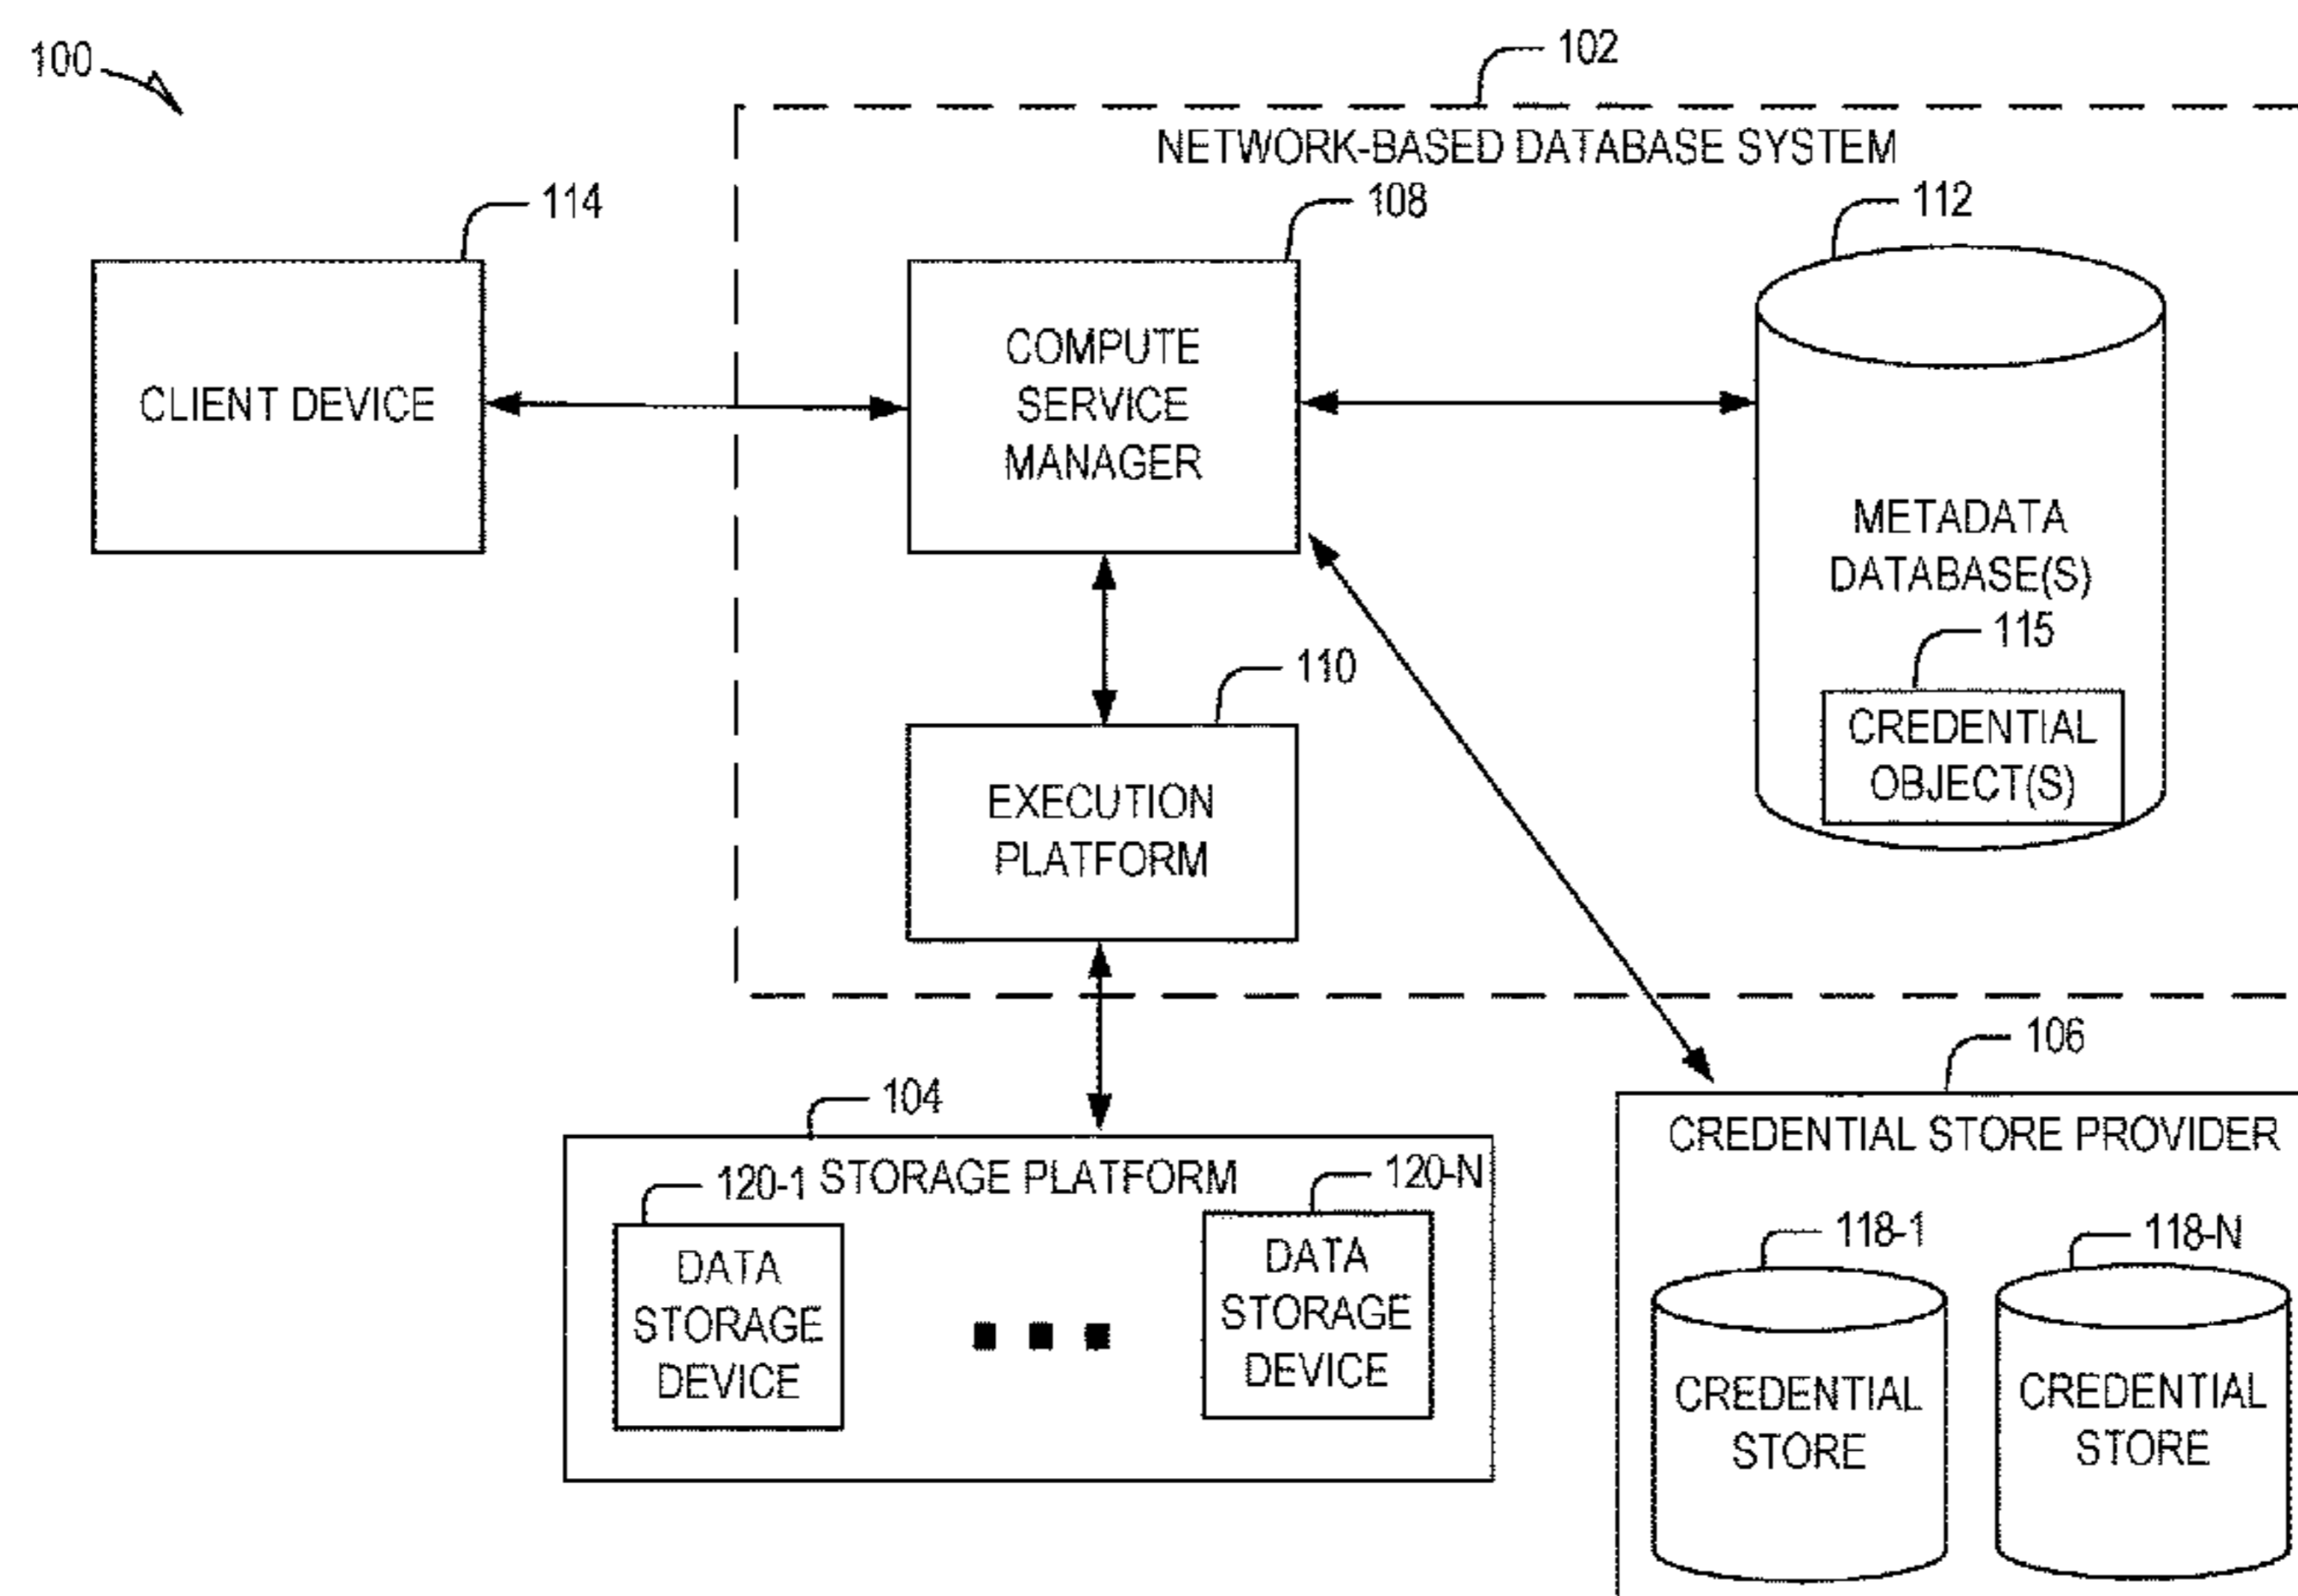 100
102
NETWORK-BASED DATABASE SYSTEM
114
108
112
CLIENT DEVICE
COMPUTE
SERVICE
MANAGER
METADATA
DATABASE(S)
115
CREDENTIAL
OBJECT(S)
110
EXECUTION
PLATFORM
104
STORAGE PLATFORM
120-1
DATA
STORAGE
DEVICE
120-N
DATA
STORAGE
DEVICE
106
CREDENTIAL STORE PROVIDER
118-1
CREDENTIAL
STORE
118-N
CREDENTIAL
STORE